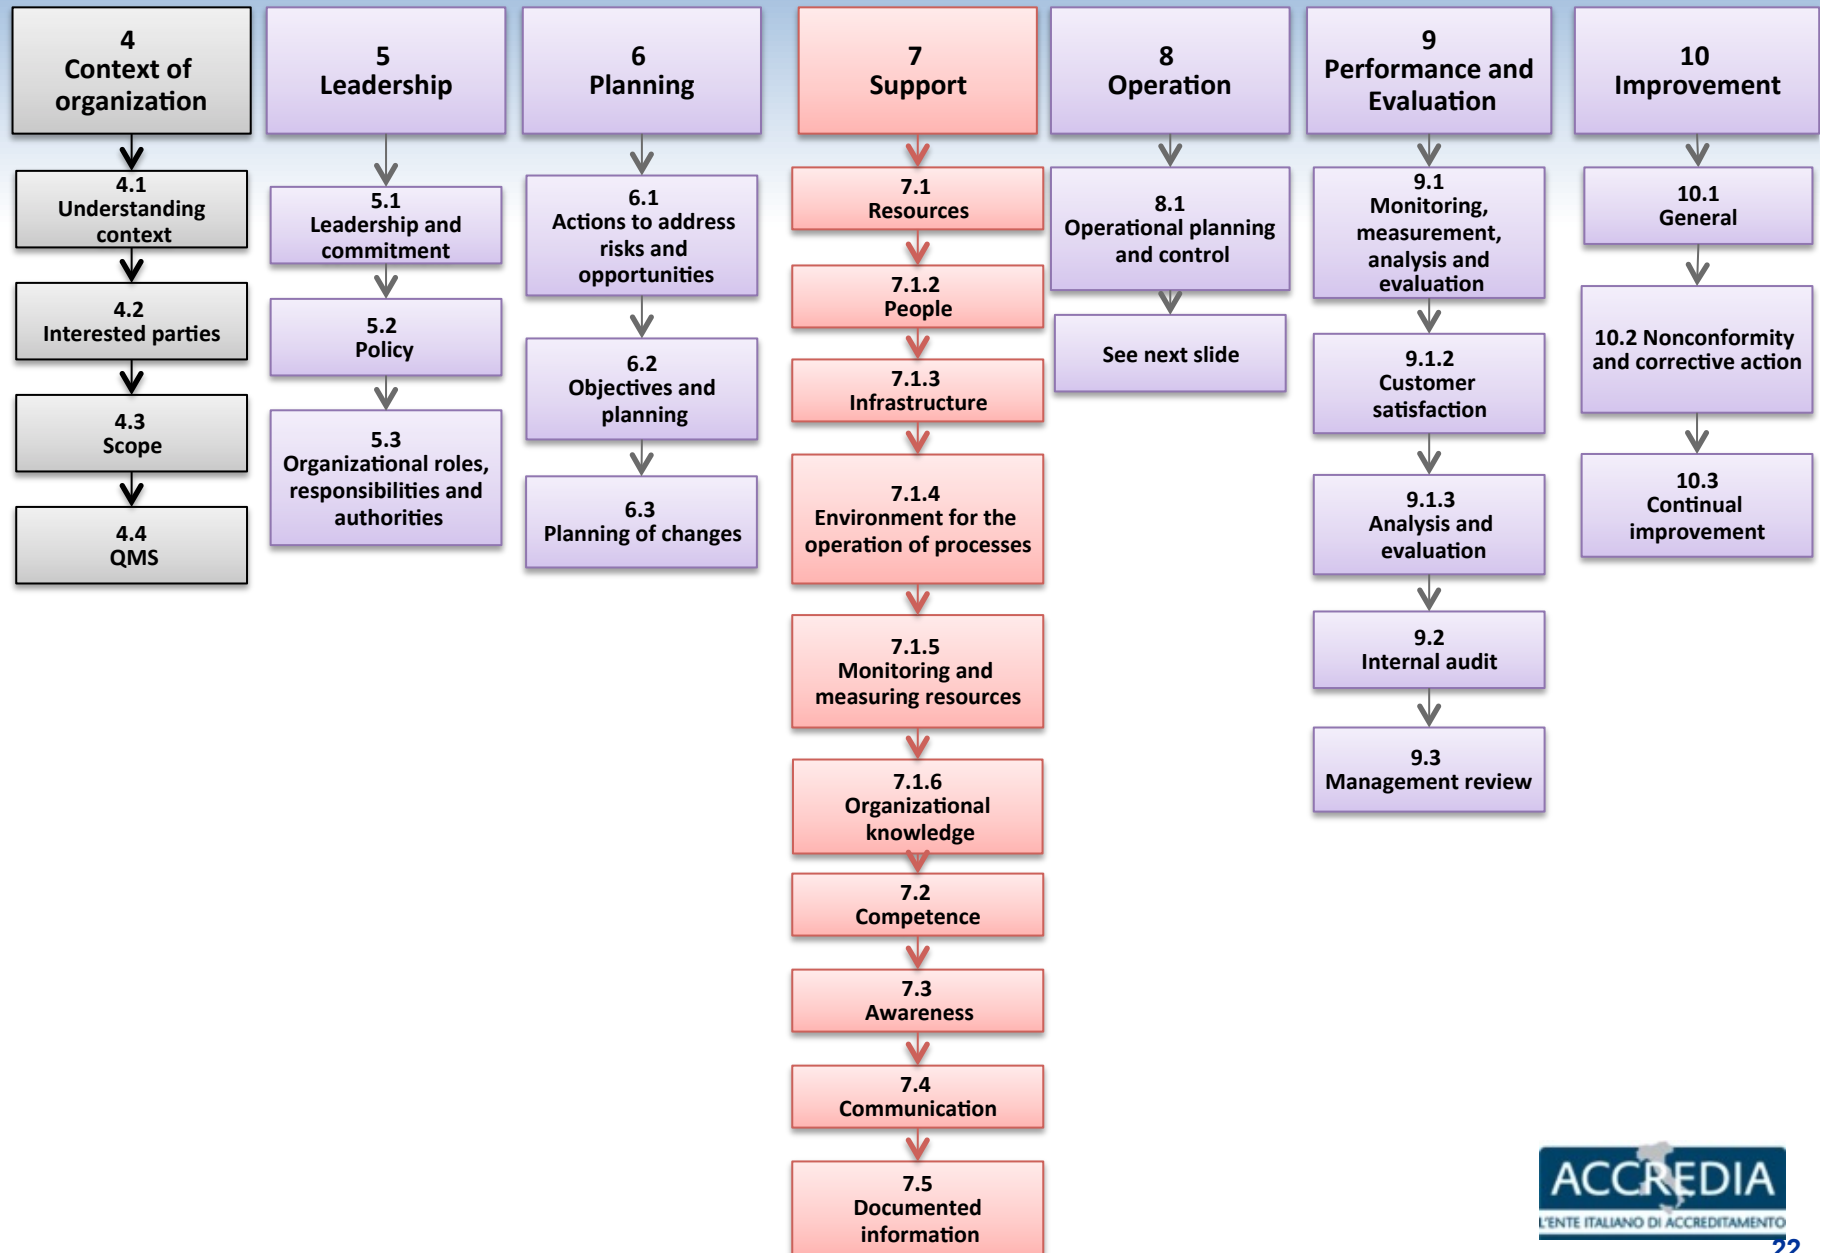 4
Context of
organization
4.1
Understanding
context
4.2
Interested parties
4.3
Scope
4.4
QMS
5
Leadership
5.1
Leadership and
commitment
5.2
Policy
5.3
Organizational roles,
responsibilities and
authorities
6
Planning
6.1
Actions to address
risks and
opportunities
6.2
Objectives and
planning
6.3
Planning of changes
7
Support
7.1
Resources
7.1.2
People
7.1.3
Infrastructure
7.1.4
Environment for the
operation of processes
7.1.5
Monitoring and
measuring resources
7.1.6
Organizational
knowledge
7.2
Competence
7.3
Awareness
7.4
Communication
7.5
Documented
information
8
Operation
8.1
Operational planning
and control
See next slide
9
Performance and
Evaluation
9.1
Monitoring,
measurement,
analysis and
evaluation
9.1.2
Customer
satisfaction
9.1.3
Analysis and
evaluation
9.2
Internal audit
9.3
Management review
10
Improvement
10.1
General
10.2 Nonconformity
and corrective action
10.3
Continual
improvement
ACCREDIA
L'ENTE ITALIANO DI ACCREDITAMENTO
22